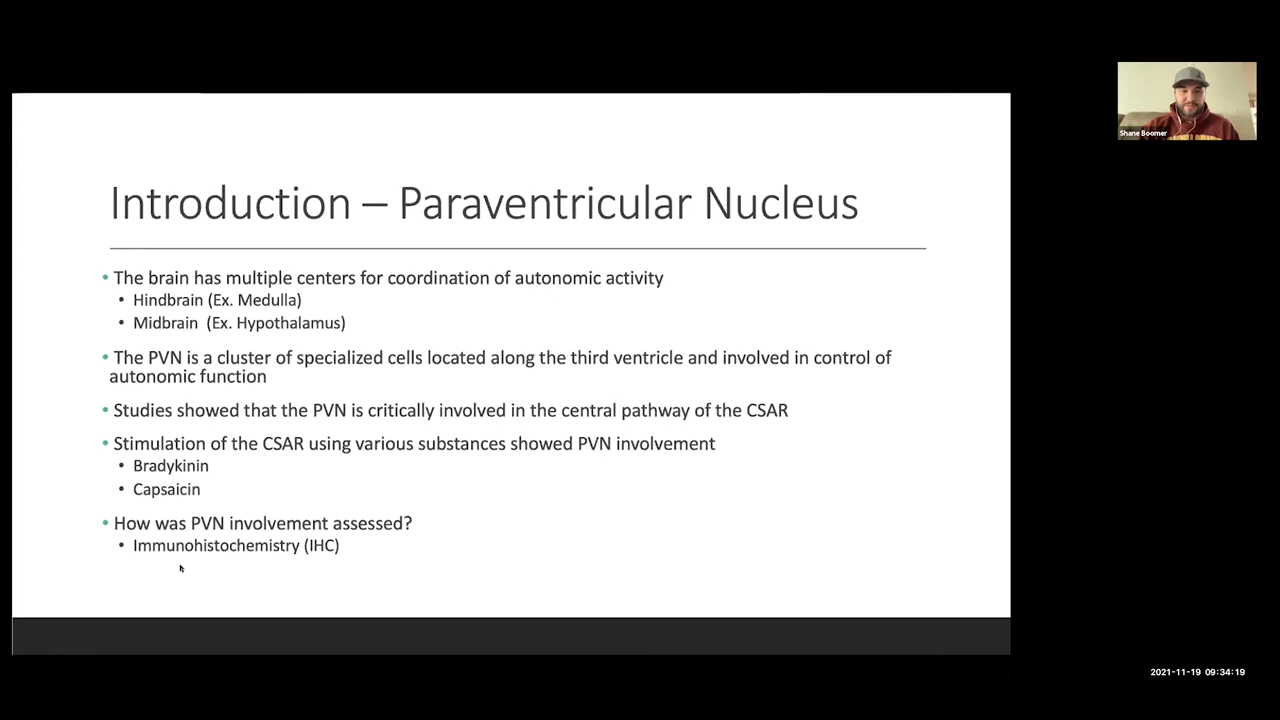 Introduction – Paraventricular Nucleus
• The brain has multiple centers for coordination of autonomic activity
• Hindbrain (Ex. Medulla)
• Midbrain (Ex. Hypothalamus)
• The PVN is a cluster of specialized cells located along the third ventricle and involved in control of
autonomic function
• Studies showed that the PVN is critically involved in the central pathway of the CSAR
• Stimulation of the CSAR using various substances showed PVN involvement
• Bradykinin
• Capsaicin
• How was PVN involvement assessed?
• Immunohistochemistry (IHC)
Shane Boomer
2021-11-19 09:34:19